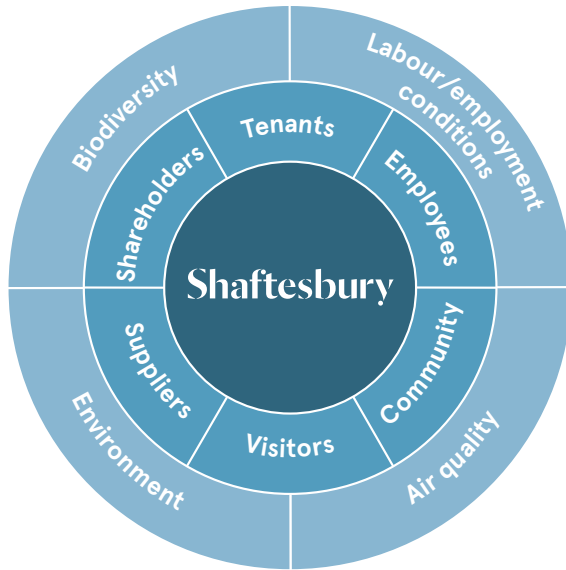 Biodiversity
Labour/employment
conditions
Tenants
Shareholders
Employees
Shaftesbury
Suppliers
Community
Visitors
Environment
Air quality